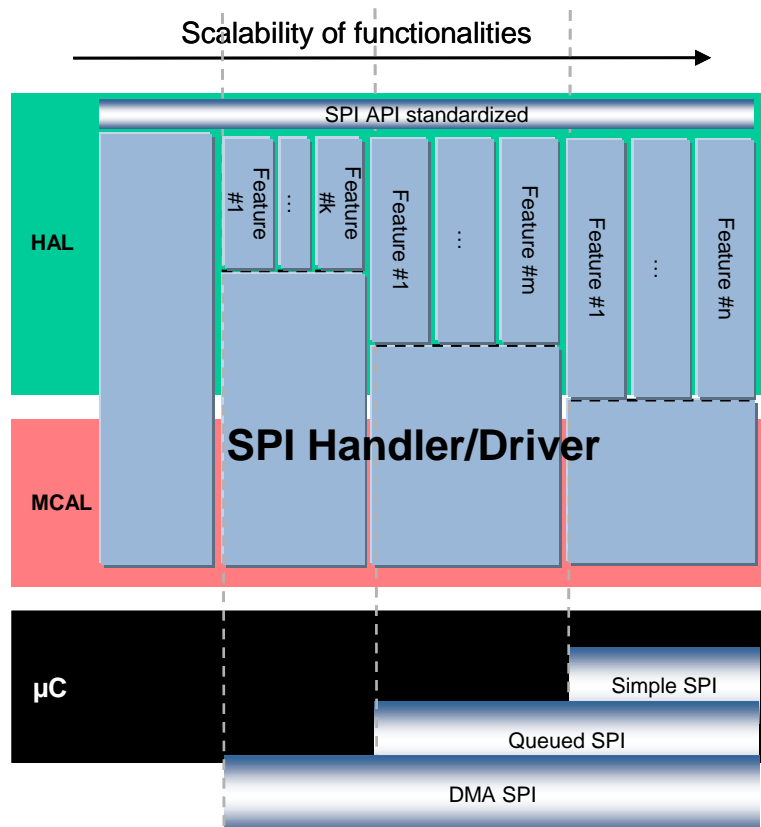 Scalability of functionalities
SPI API standardized
HAL
Feature
#1
…
Feature
#k
Feature #1
…
Feature #m
Feature #1
…
Feature #n
SPI Handler/Driver
MCAL
µC
Simple SPI
Queued SPI
DMA SPI